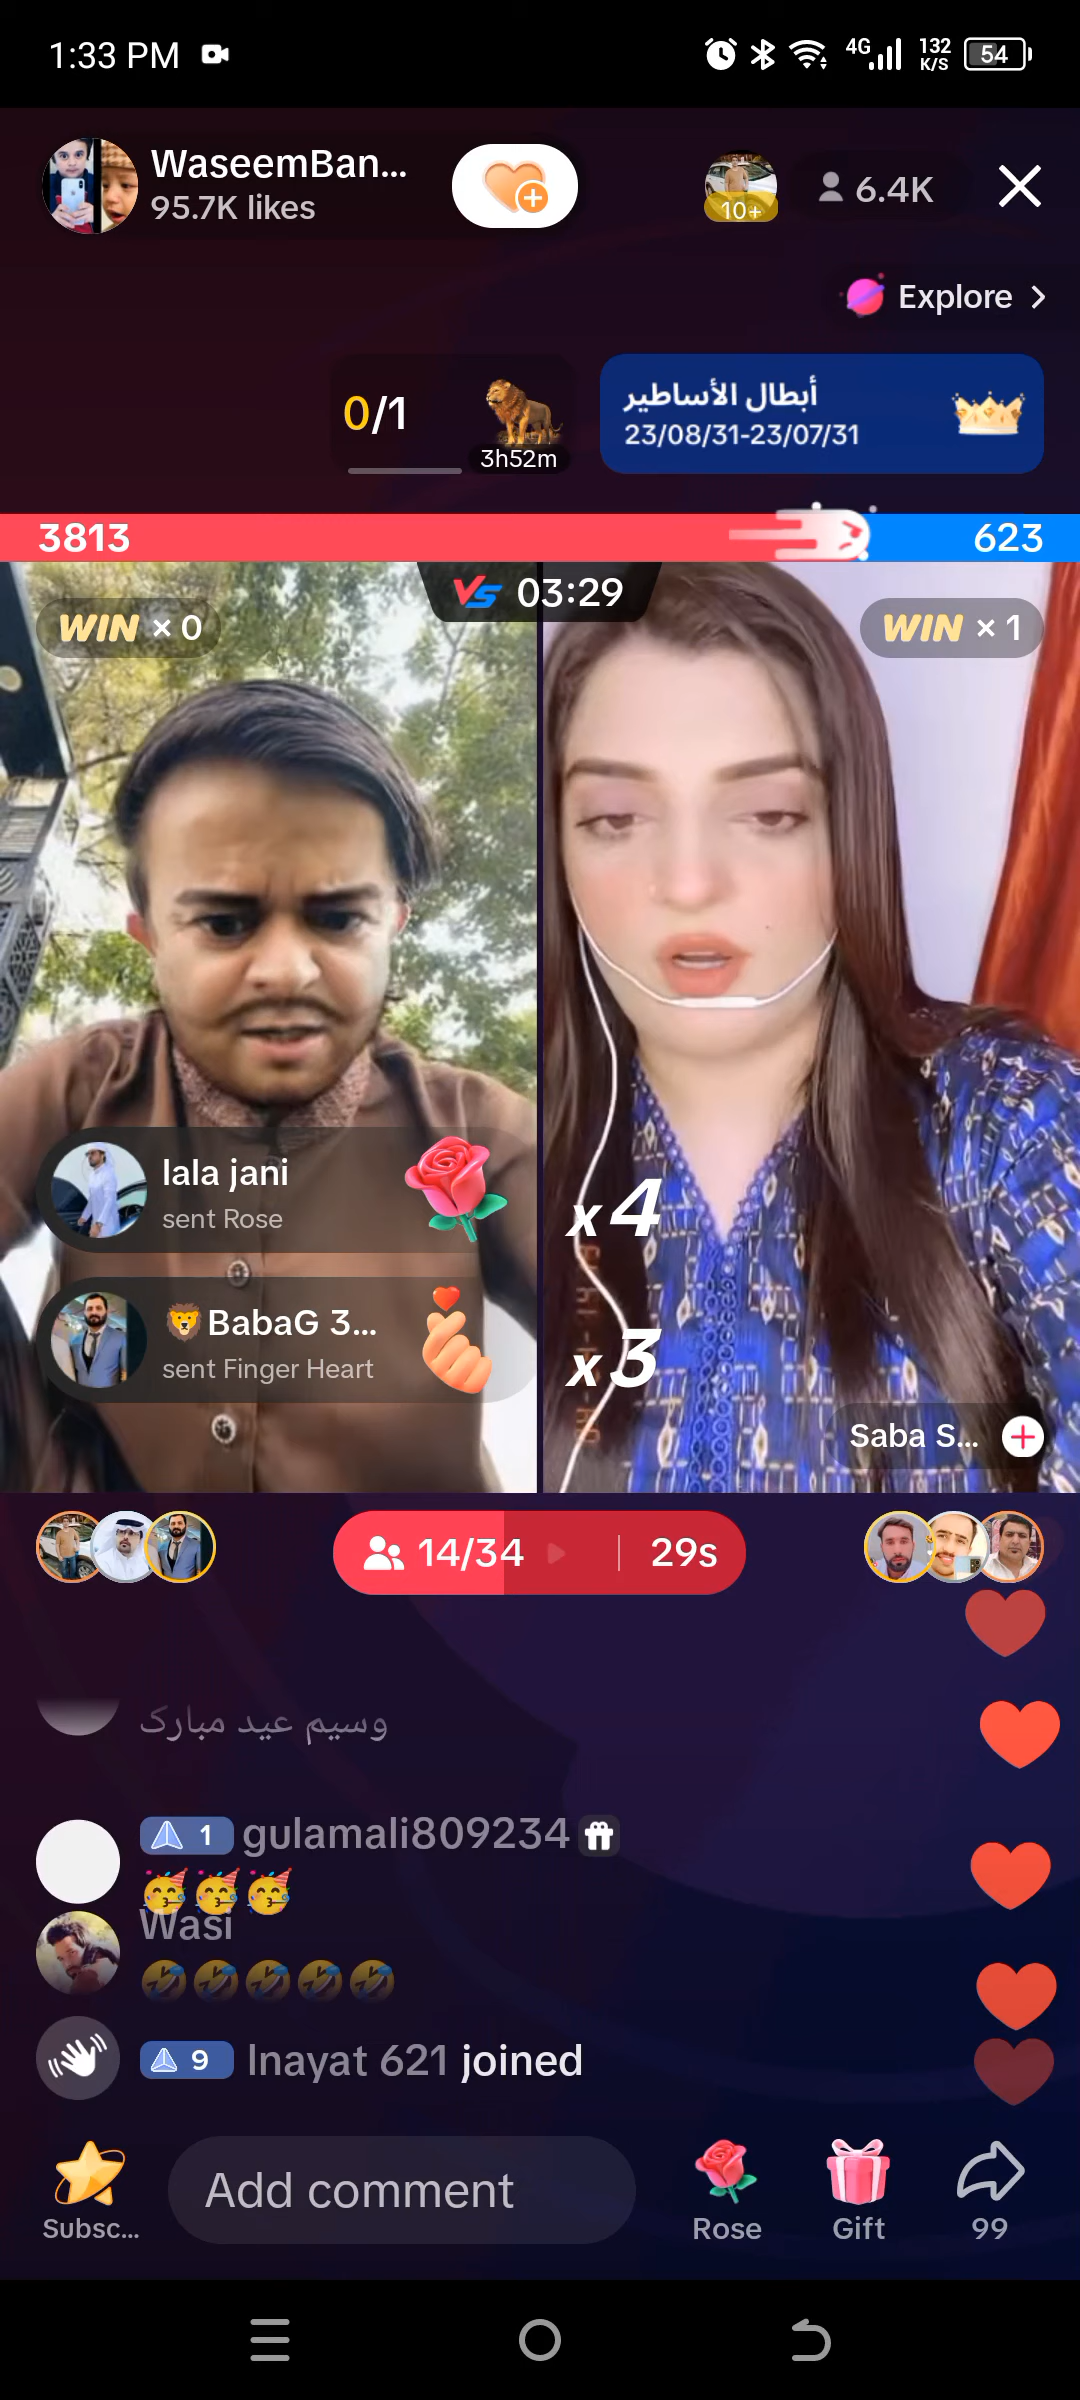 1:33 PM
4G
132
K/S
54
WaseemBan...
95.7K likes
10+
6.4K
Explore
0/1
3h52m
أبطال الأساطير
23/08/31-23/07/31
3813
623
VS 03:29
WIN × 0
WIN × 1
lala jani
sent Rose
x4
🦁BabaG 3...
sent Finger Heart
x3
Saba S...
14/34
29s
وسیم عید مبارک
1 gulamali809234
🥳🥳🥳
Wasi
🤣🤣🤣🤣🤣
9 Inayat 621 joined
Subsc...
Add comment
Rose
Gift
99